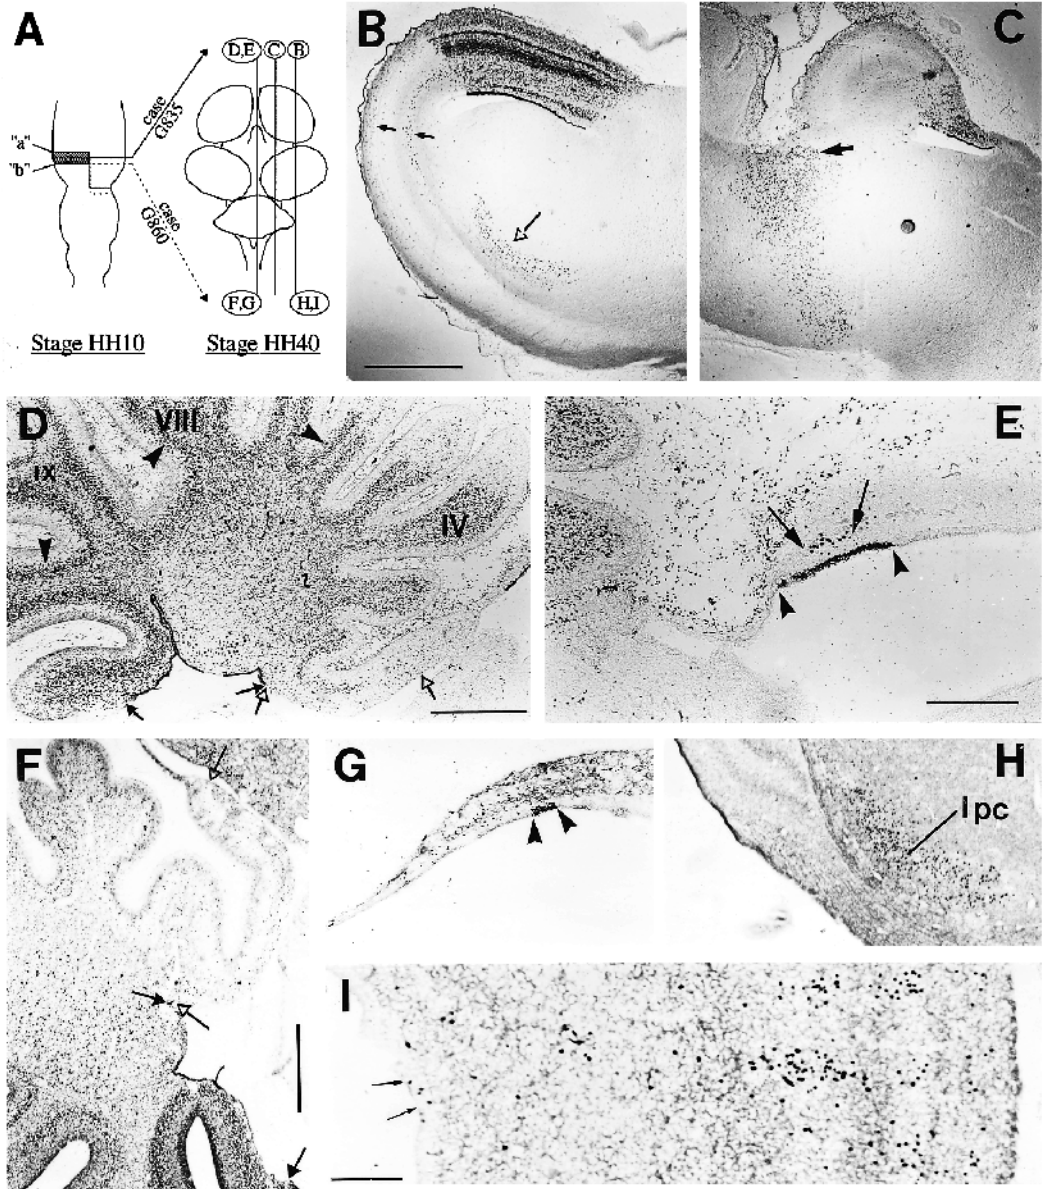 A
D,E C B
case
G835
"a"
"b"
case
G860
F,G H,I
Stage HH10 Stage HH40
B
C
D
VIII
IX
IV
E
F
G
H
Ipc
I